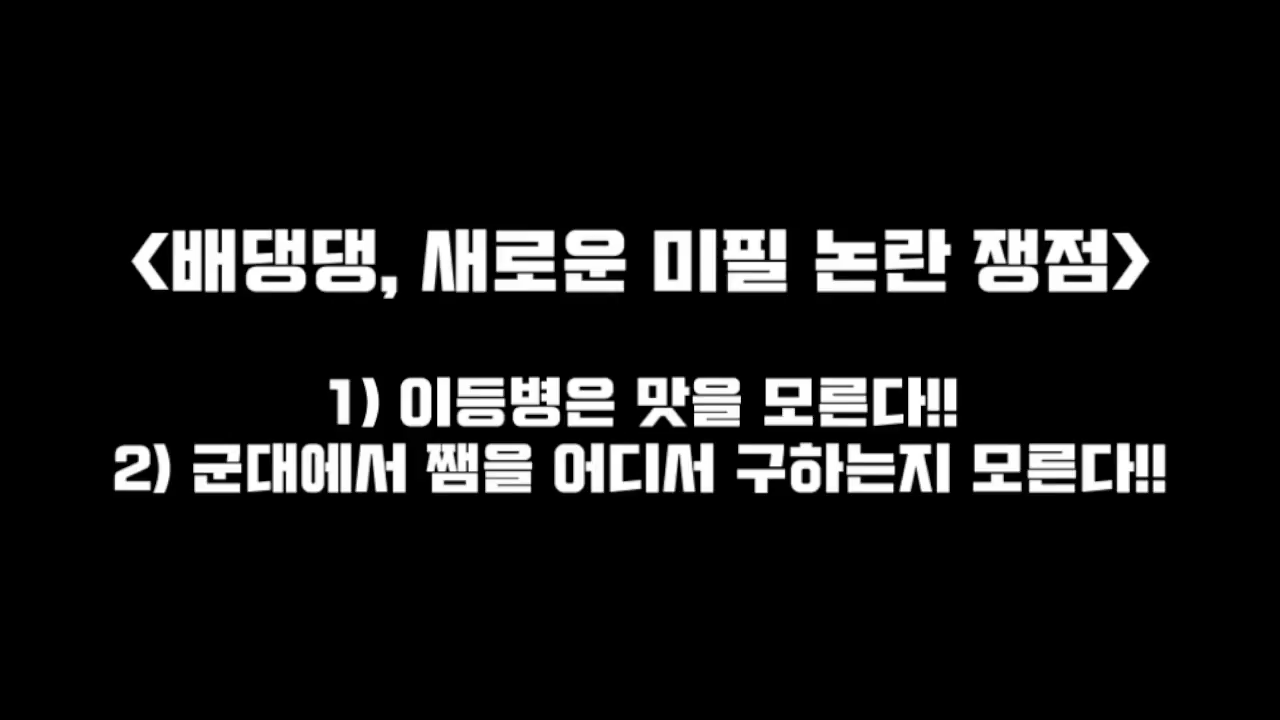 <배댕댕, 새로운 미필 논란 쟁점>
1) 이등병은 맛을 모른다!!
2) 군대에서 쨈을 어디서 구하는지 모른다!!